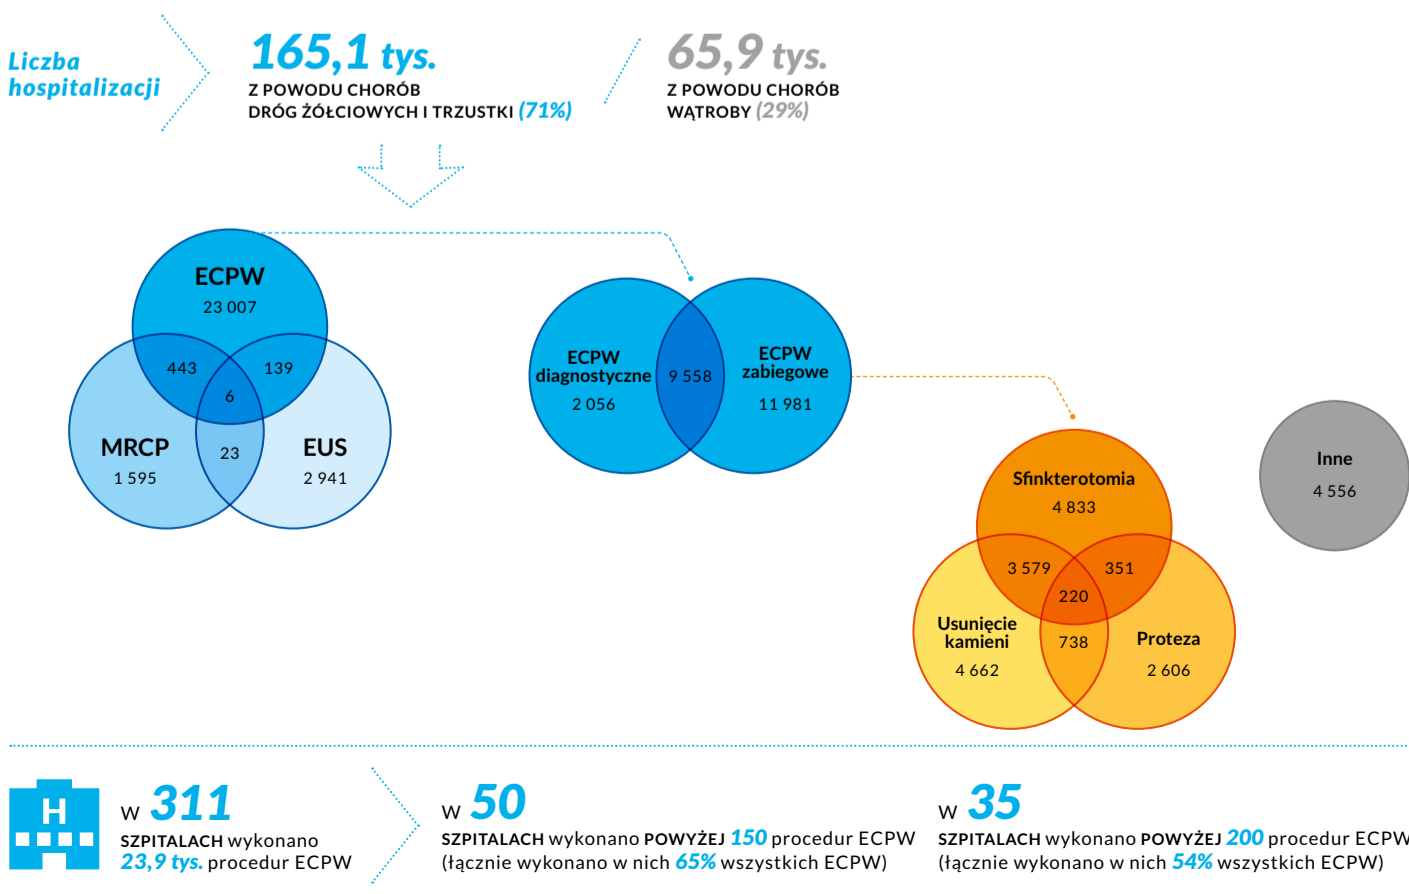 Liczba
hospitalizacji
165,1 tys.
Z POWODU CHORÓB
DRÓG ŻÓŁCIOWYCH I TRZUSTKI (71%)
65,9 tys.
Z POWODU CHORÓB
WĄTROBY (29%)
ECPW
23 007
443
139
6
MRCP
1 595
23
EUS
2 941
ECPW
diagnostyczne
2 056
9 558
ECPW
zabiegowe
11 981
Sfinkterotomia
4 833
3 579
351
220
Usunięcie
kamieni
4 662
738
Proteza
2 606
Inne
4 556
H
W 311
SZPITALACH wykonano
23,9 tys. procedur ECPW
W 50
SZPITALACH wykonano POWYŻEJ 150 procedur ECPW
(łącznie wykonano w nich 65% wszystkich ECPW)
W 35
SZPITALACH wykonano POWYŻEJ 200 procedur ECPW
(łącznie wykonano w nich 54% wszystkich ECPW)